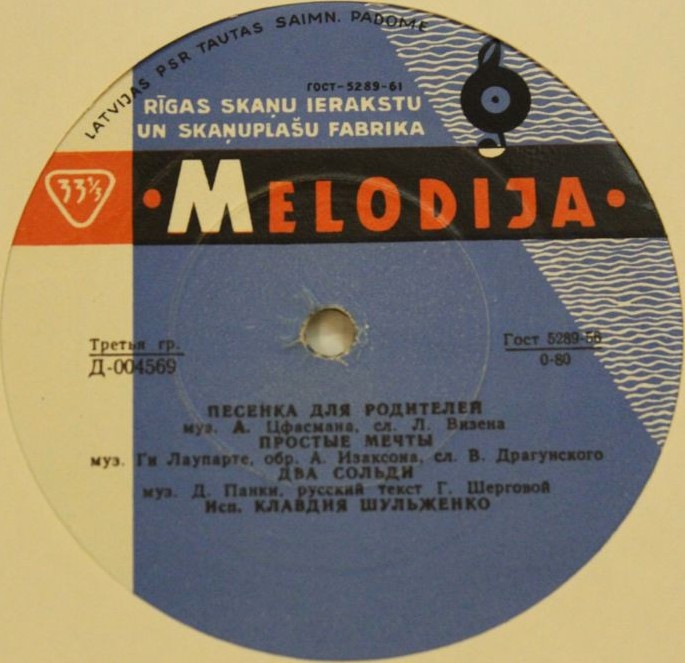 LATVIJAS PSR TAUTAS SAIMN. PADOME
ГОСТ-5289-61
RĪGAS SKAŅU IERAKSTU
UN SKAŅUPLAŠU FABRIKA
33⅓
·MELODIJA·
Третья гр.
Д-004569
Гост 5289-56
0-80
ПЕСЕНКА ДЛЯ РОДИТЕЛЕЙ
муз. А. Цфасмана, сл. Л. Визена
ПРОСТЫЕ МЕЧТЫ
муз. Ги Лаупарте, обр. А. Изаксона, сл. В. Драгунского
ДВА СОЛЬДИ
муз. Д. Панки, русский текст Г. Шерговой
Исп. КЛАВДИЯ ШУЛЬЖЕНКО